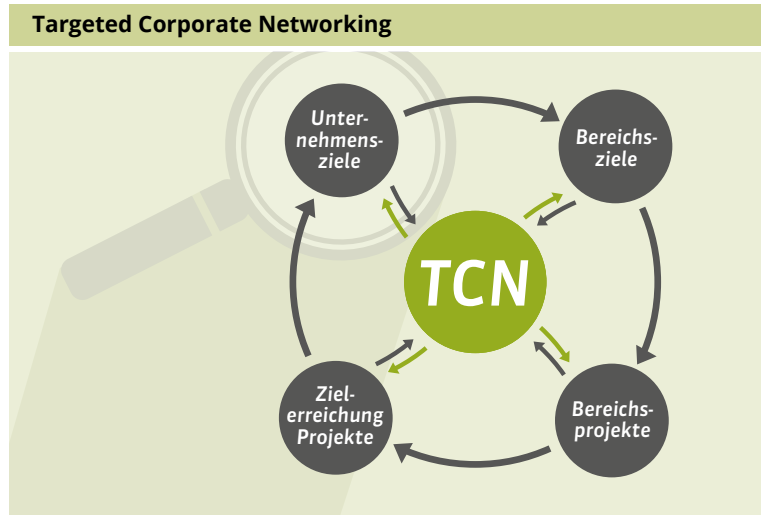 Targeted Corporate Networking
Unter-
nehmens-
ziele
Bereichs-
ziele
TCN
Ziel-
erreichung
Projekte
Bereichs-
projekte